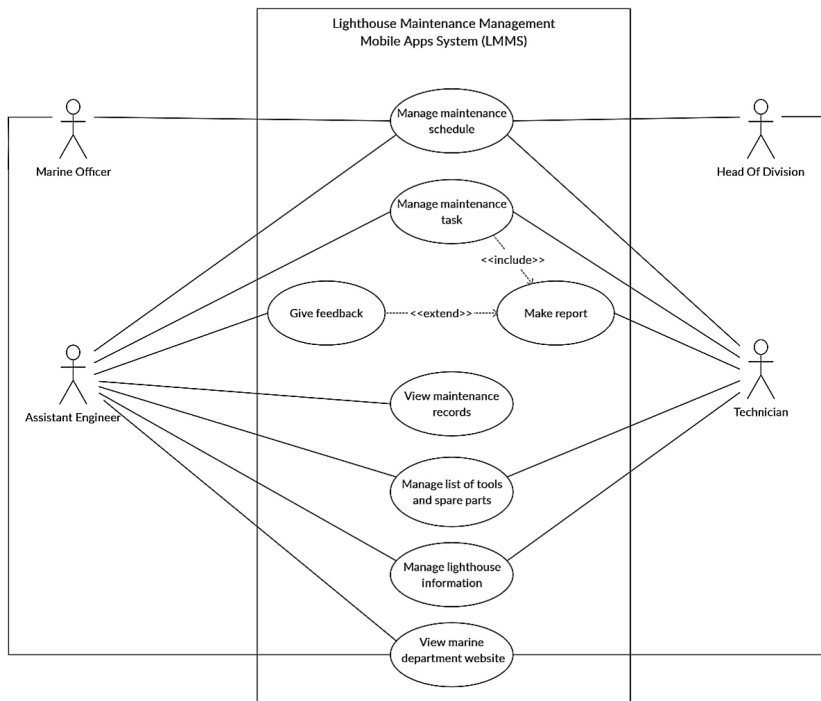 Lighthouse Maintenance Management
Mobile Apps System (LMMS)
Manage maintenance
schedule
Marine Officer
Head Of Division
Manage maintenance
task
<<include>>
Give feedback
<<extend>>
Make report
View maintenance
records
Assistant Engineer
Technician
Manage list of tools
and spare parts
Manage lighthouse
information
View marine
department website